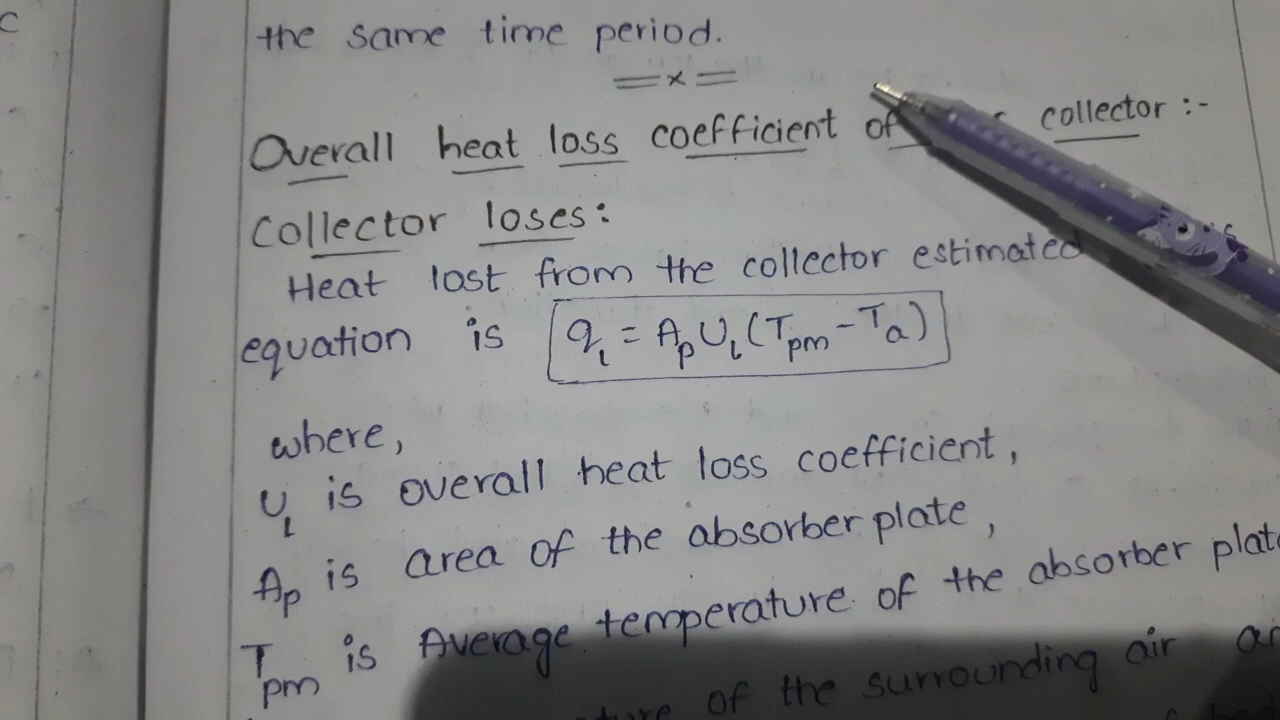 c
the same time period.
=x=
Overall heat loss coefficient of collector :-
Collector loses:
Heat lost from the collector estimated
equation is q_l = A_p U_l (T_pm - T_a)
where,
U_l is overall heat loss coefficient,
A_p is area of the absorber plate,
T_pm is Average temperature of the absorber plate
of the surrounding air